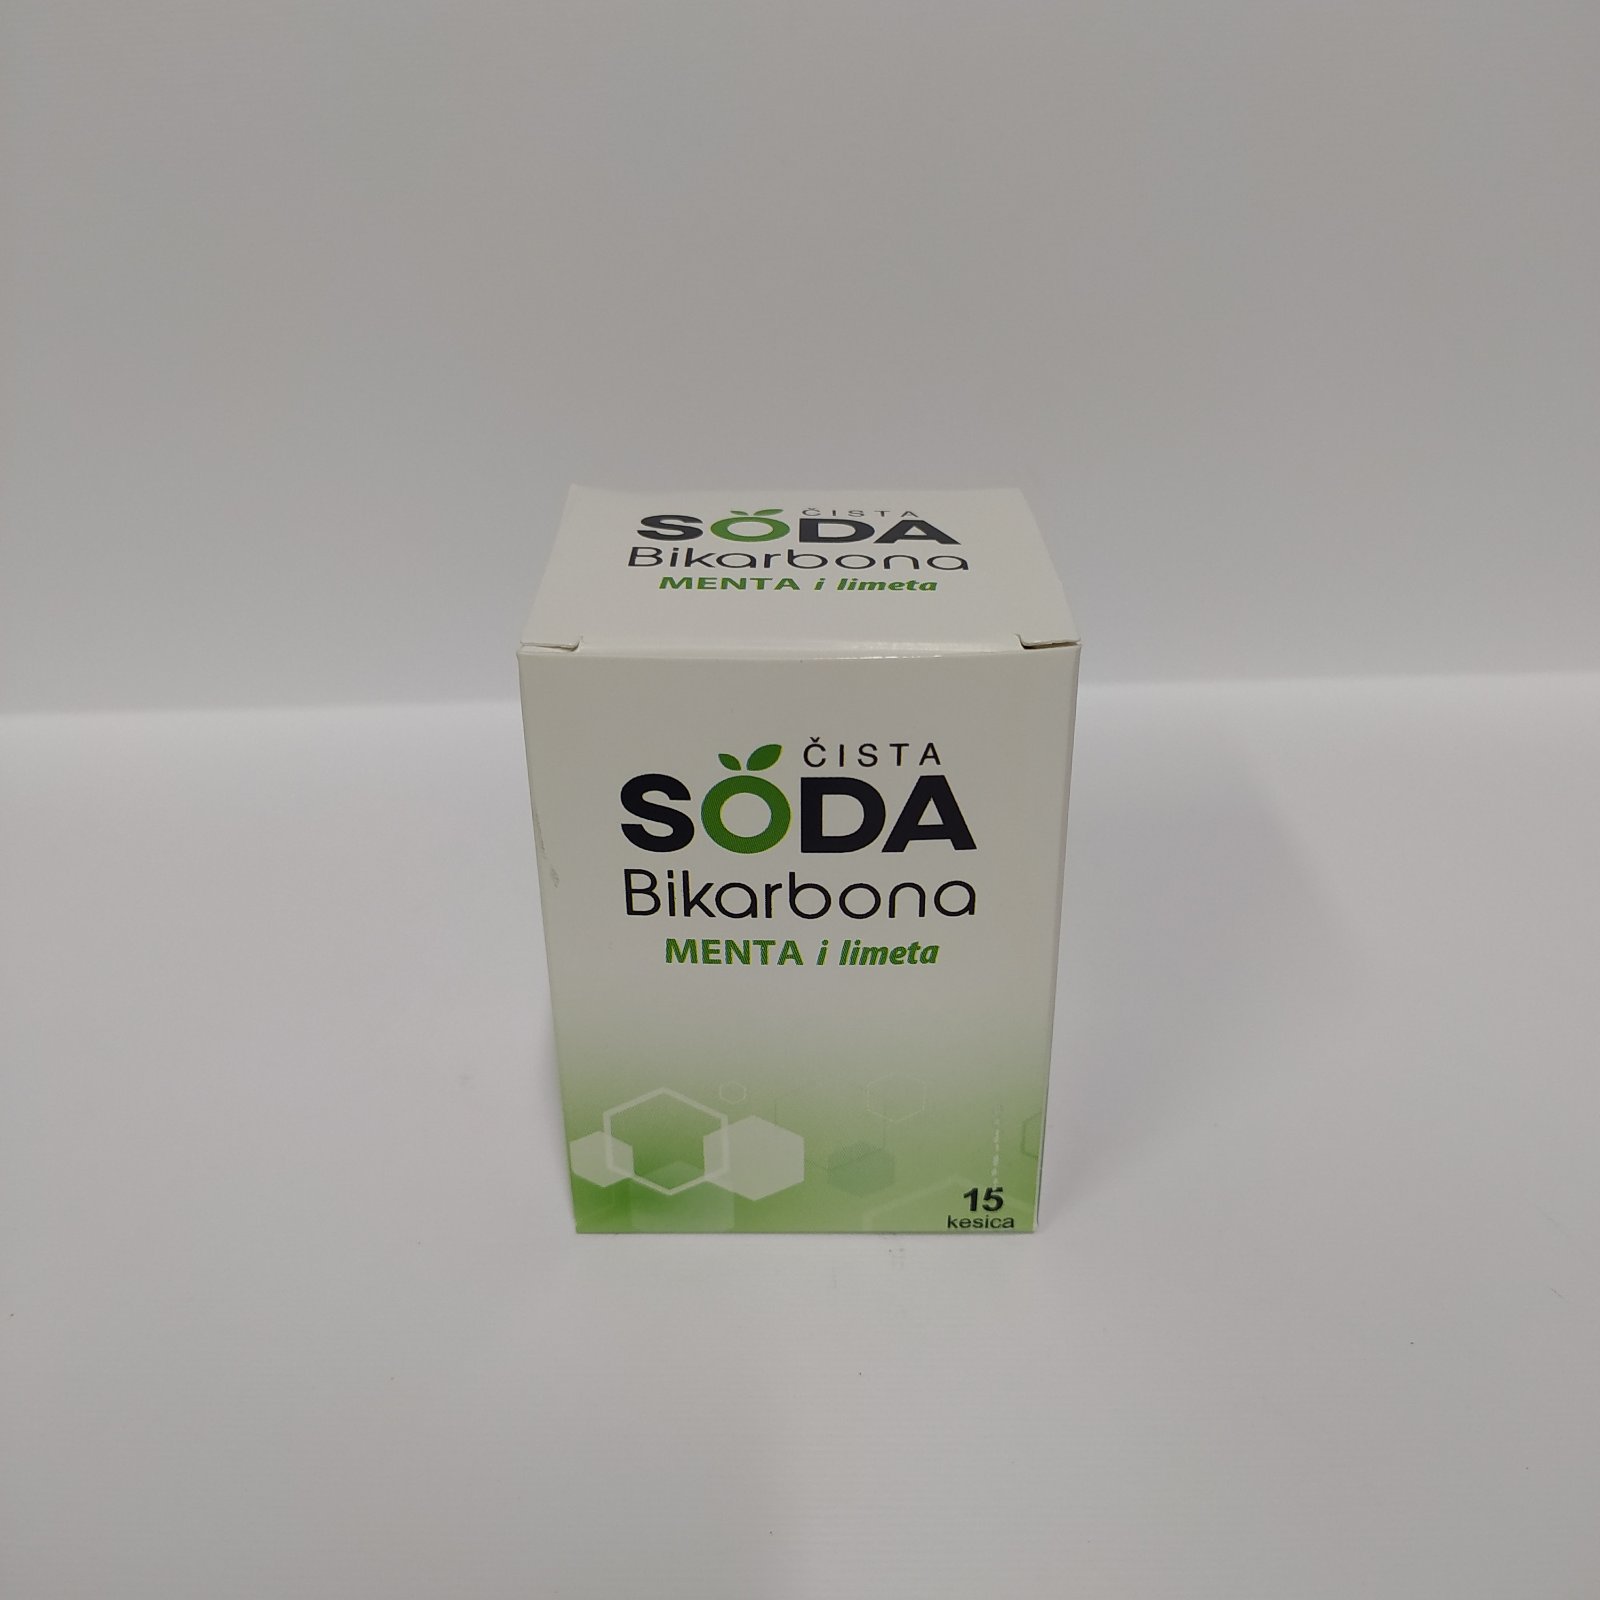 ČISTA
SODA
Bikarbona
MENTA i limeta
ČISTA
SODA
Bikarbona
MENTA i limeta
15
kesica